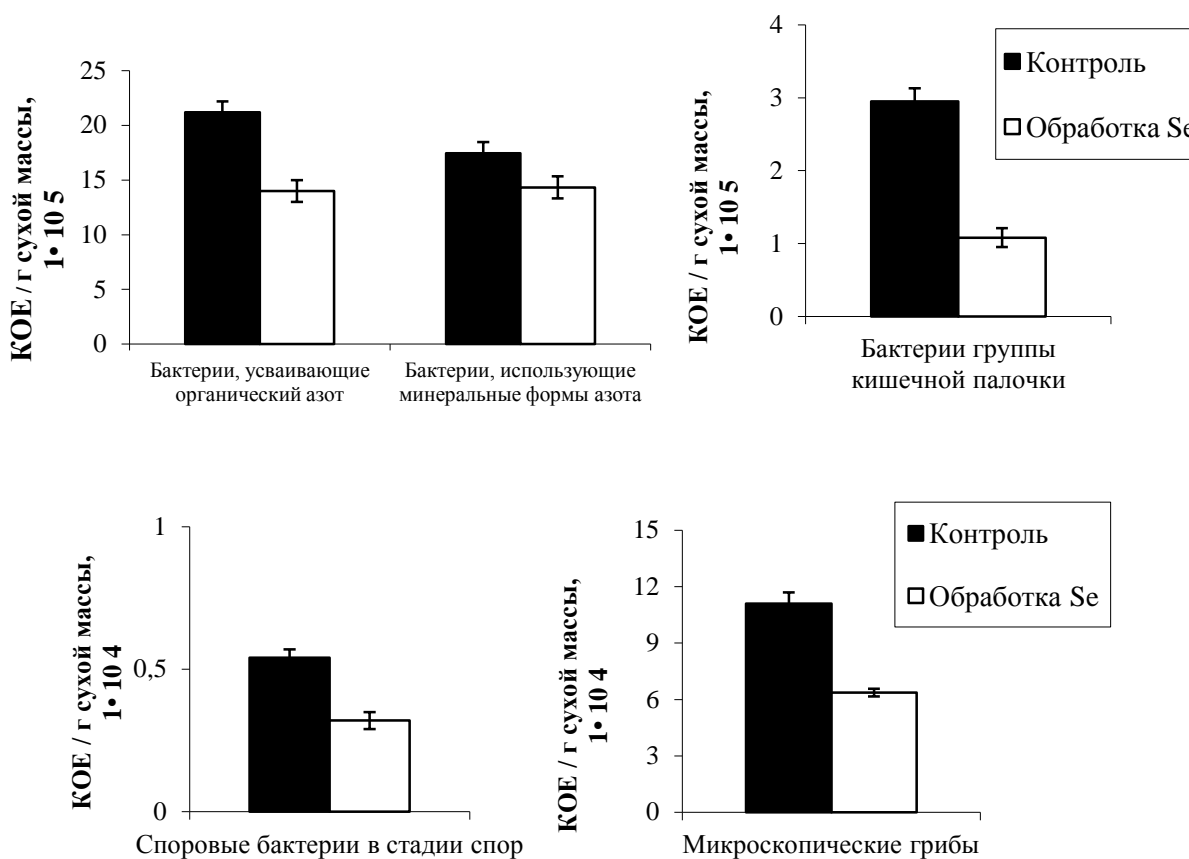 КОЕ / г сухой массы,
1• 10 5
30
25
20
15
10
5
0
Бактерии, усваивающие
органический азот
Бактерии, использующие
минеральные формы азота
КОЕ / г сухой массы,
1• 10 5
4
3
2
1
0
Бактерии группы
кишечной палочки
Контроль
Обработка Se
КОЕ / г сухой массы,
1• 10 4
1
0,5
0
Споровые бактерии в стадии спор
КОЕ / г сухой массы,
1• 10 4
15
12
9
6
3
0
Микроскопические грибы
Контроль
Обработка Se